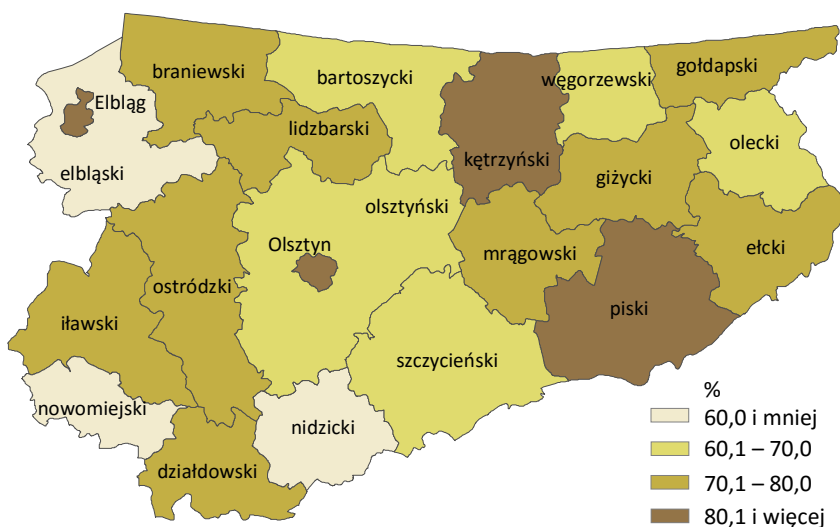 gołdapski
braniewski
bartoszycki
węgorzewski
Elbląg
lidzbarski
olecki
kętrzyński
elbląski
giżycki
olsztyński
Olsztyn
mrągowski
ełcki
ostródzki
piski
iławski
szczycieński
%
nowomiejski
60,0 i mniej
nidzicki
60,1 – 70,0
działdowski
70,1 – 80,0
80,1 i więcej